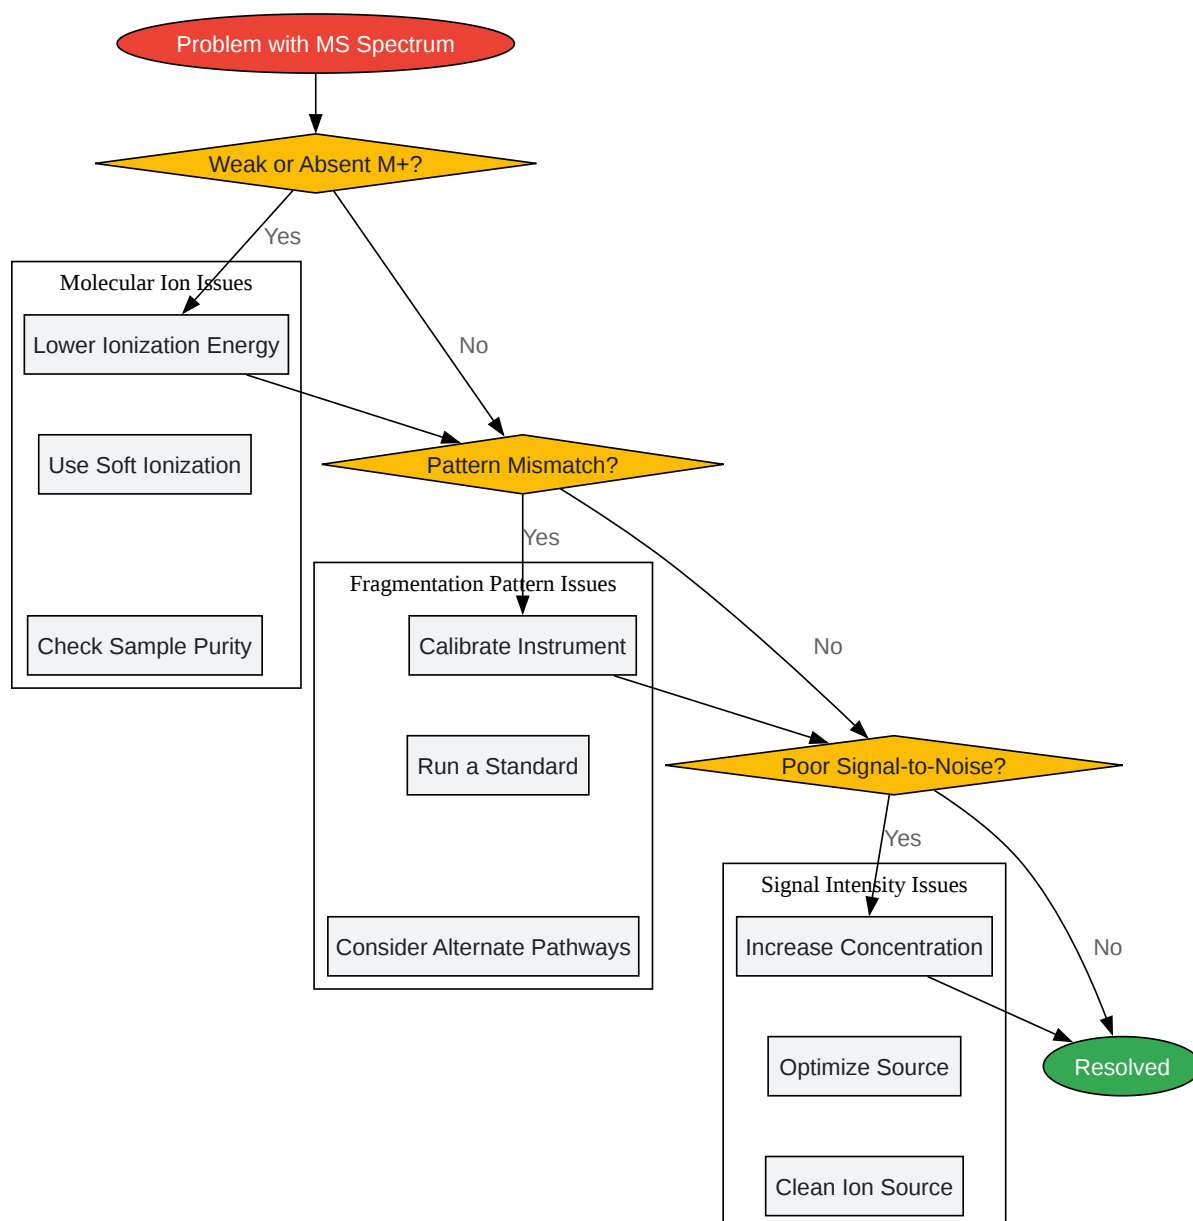 Problem with MS Spectrum
Weak or Absent M+?
Yes
No
Molecular Ion Issues
Lower Ionization Energy
Use Soft Ionization
Check Sample Purity
Pattern Mismatch?
Yes
No
Fragmentation Pattern Issues
Calibrate Instrument
Run a Standard
Consider Alternate Pathways
Poor Signal-to-Noise?
Yes
No
Signal Intensity Issues
Increase Concentration
Optimize Source
Clean Ion Source
Resolved